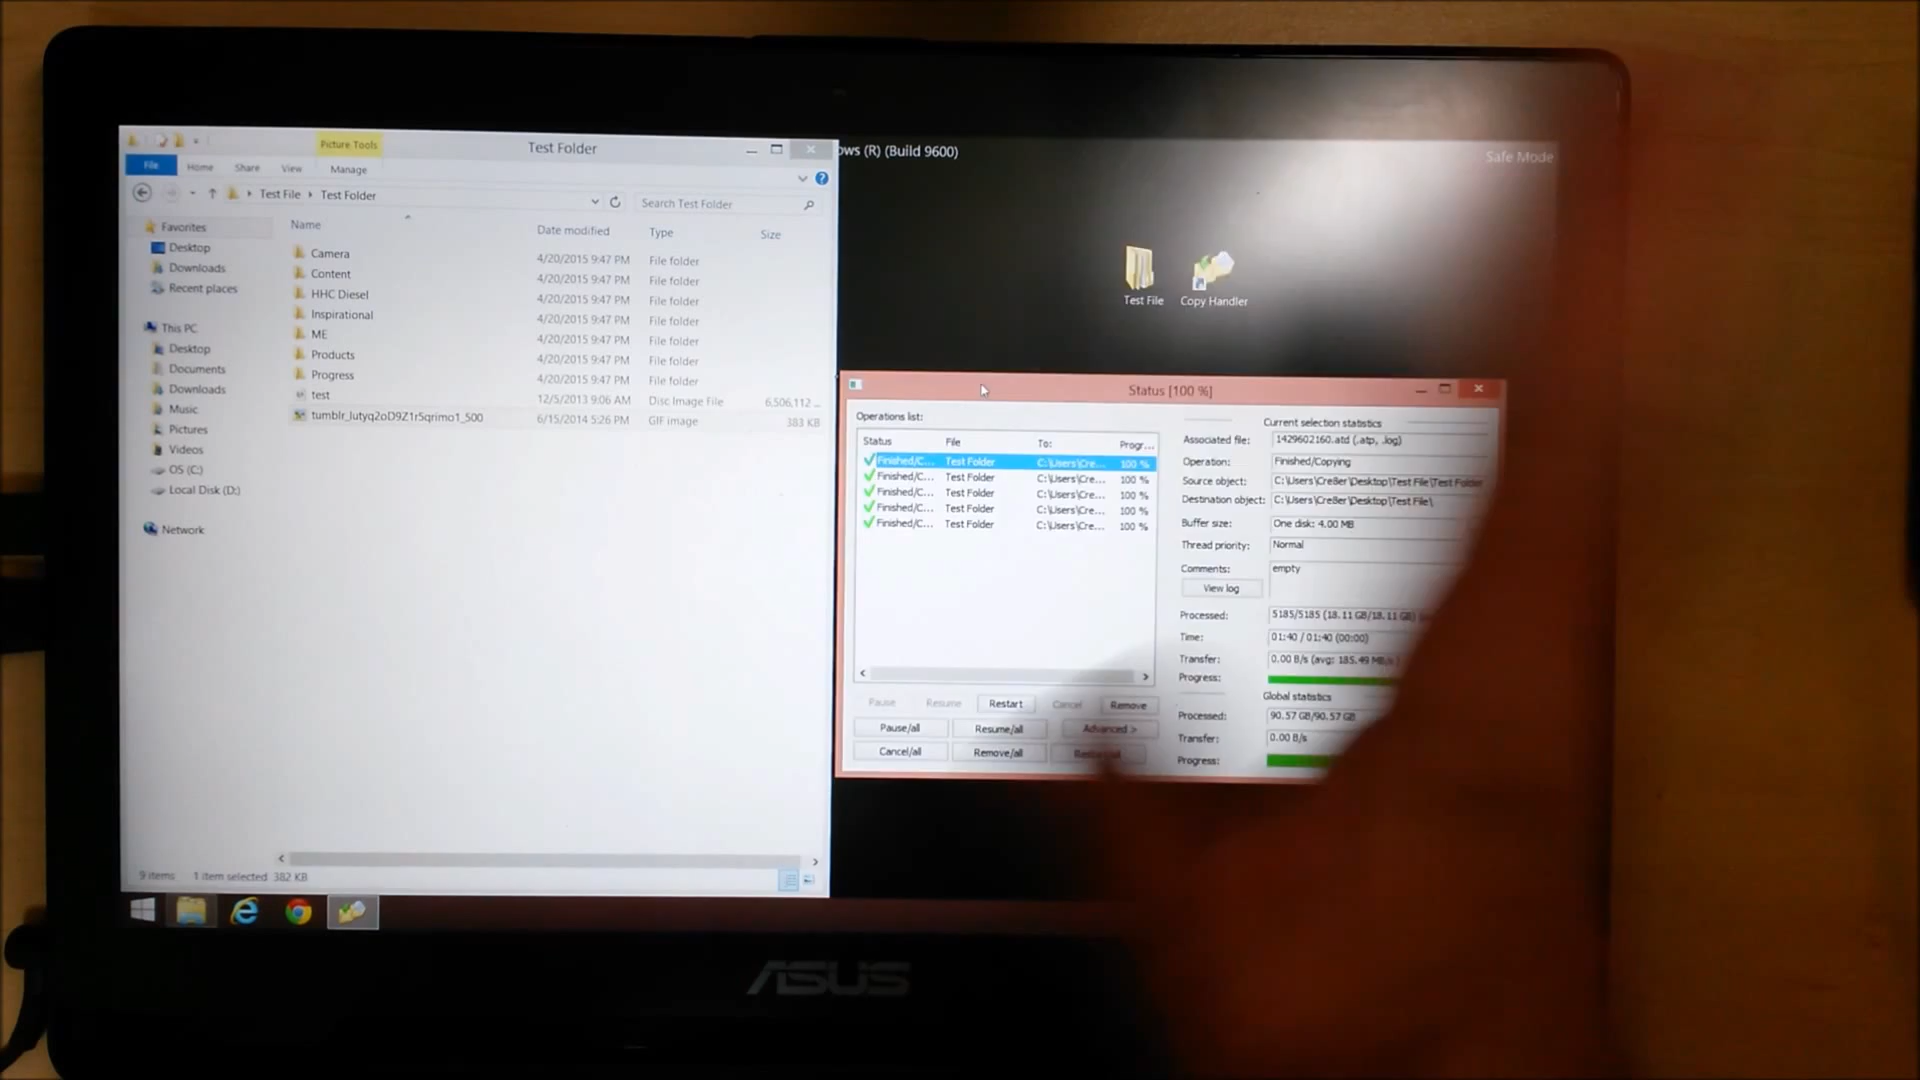 Picture Tools
Test Folder
File Home Share View Manage
Test File Test Folder
Search Test Folder
Name Date modified Type Size
Favorites
Desktop
Downloads
Recent places
This PC
Desktop
Documents
Downloads
Music
Pictures
Videos
OS (C:)
Local Disk (D:)
Network
Camera 4/20/2015 9:47 PM File folder
Content 4/20/2015 9:47 PM File folder
HHC Diesel 4/20/2015 9:47 PM File folder
Inspirational 4/20/2015 9:47 PM File folder
ME 4/20/2015 9:47 PM File folder
Products 4/20/2015 9:47 PM File folder
Progress 4/20/2015 9:47 PM File folder
test 12/5/2013 9:06 AM Disc Image File 6,506,112 ...
tumblr_lutyq2oD9Z1r5qrimo1_500 6/15/2014 5:26 PM GIF image 383 KB
9 items 1 item selected 382 KB
ows (R) (Build 9600)
Safe Mode
Test File
Copy Handler
Status [100 %]
Operations list:
Status File To: Progr...
Finished/C... Test Folder C:\Users\Cre... 100 %
Finished/C... Test Folder C:\Users\Cre... 100 %
Finished/C... Test Folder C:\Users\Cre... 100 %
Finished/C... Test Folder C:\Users\Cre... 100 %
Finished/C... Test Folder C:\Users\Cre... 100 %
Pause Resume Restart Cancel Remove
Pause/all Resume/all Advanced >
Cancel/all Remove/all
Current selection statistics
Associated file: 1429602160.atd (.atp, .log)
Operation: Finished/Copying
Source object: C:\Users\Cre8er\Desktop\Test File\Test Folder
Destination object: C:\Users\Cre8er\Desktop\Test File\
Buffer size: One disk: 4.00 MB
Thread priority: Normal
Comments: empty
View log
Processed: 5185/5185 (18.11 GB/18.11 GB)
Time: 01:40 / 01:40 (00:00)
Transfer: 0.00 B/s (avg: 185.49 MB/s)
Progress:
Global statistics
Processed: 90.57 GB/90.57 GB
Transfer: 0.00 B/s
Progress:
ASUS